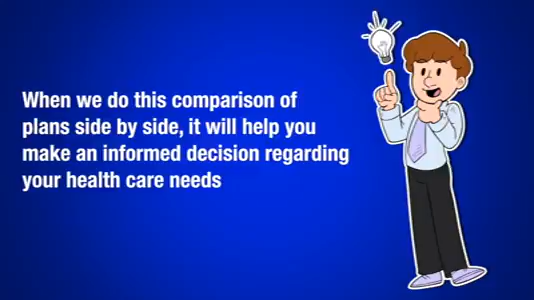 When we do this comparison of
plans side by side, it will help you
make an informed decision regarding
your health care needs